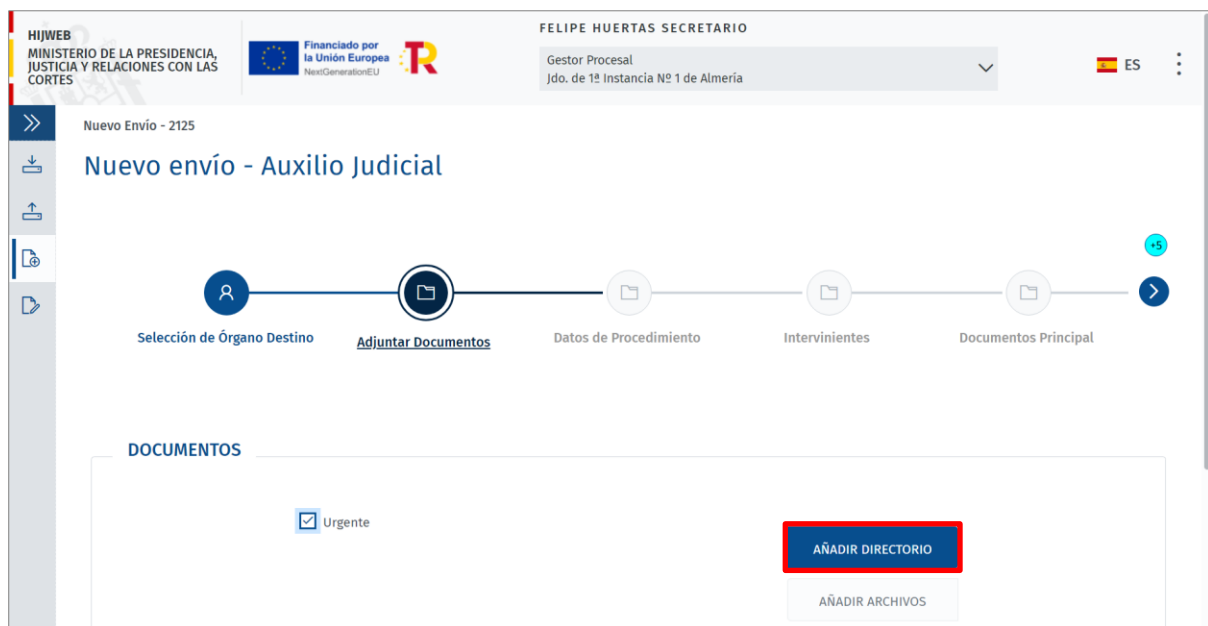 HIJWEB
MINISTERIO DE LA PRESIDENCIA,
JUSTICIA Y RELACIONES CON LAS
CORTES
Financiado por
la Unión Europea
NextGenerationEU
R
FELIPE HUERTAS SECRETARIO
Gestor Procesal
Jdo. de 1ª Instancia Nº 1 de Almería
ES
Nuevo Envío - 2125
Nuevo envío - Auxilio Judicial
+5
Selección de Órgano Destino
Adjuntar Documentos
Datos de Procedimiento
Intervinientes
Documentos Principal
DOCUMENTOS
Urgente
AÑADIR DIRECTORIO
AÑADIR ARCHIVOS